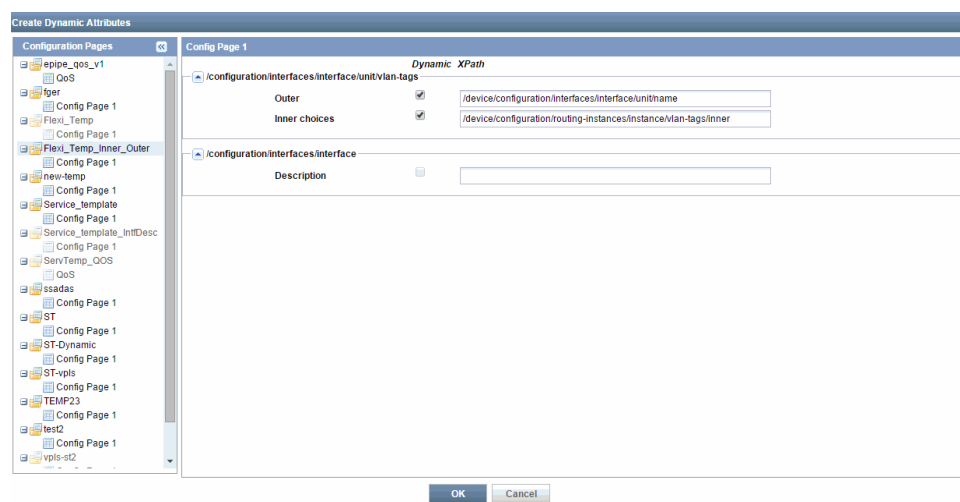 Create Dynamic Attributes
Configuration Pages
epipe_qos_v1
QoS
fger
Config Page 1
Flexi_Temp
Config Page 1
Flexi_Temp_Inner_Outer
Config Page 1
new-temp
Config Page 1
Service_template
Config Page 1
Service_template_IntfDesc
Config Page 1
ServTemp_QOS
QoS
ssadas
Config Page 1
ST
Config Page 1
ST-Dynamic
Config Page 1
ST-vpls
Config Page 1
TEMP23
Config Page 1
test2
Config Page 1
vpls-st2
Config Page 1
Dynamic XPath
/configuration/interfaces/interface/unit/vlan-tags
Outer /device/configuration/interfaces/interface/unit/name
Inner choices /device/configuration/routing-instances/instance/vlan-tags/inner
/configuration/interfaces/interface
Description
OK Cancel